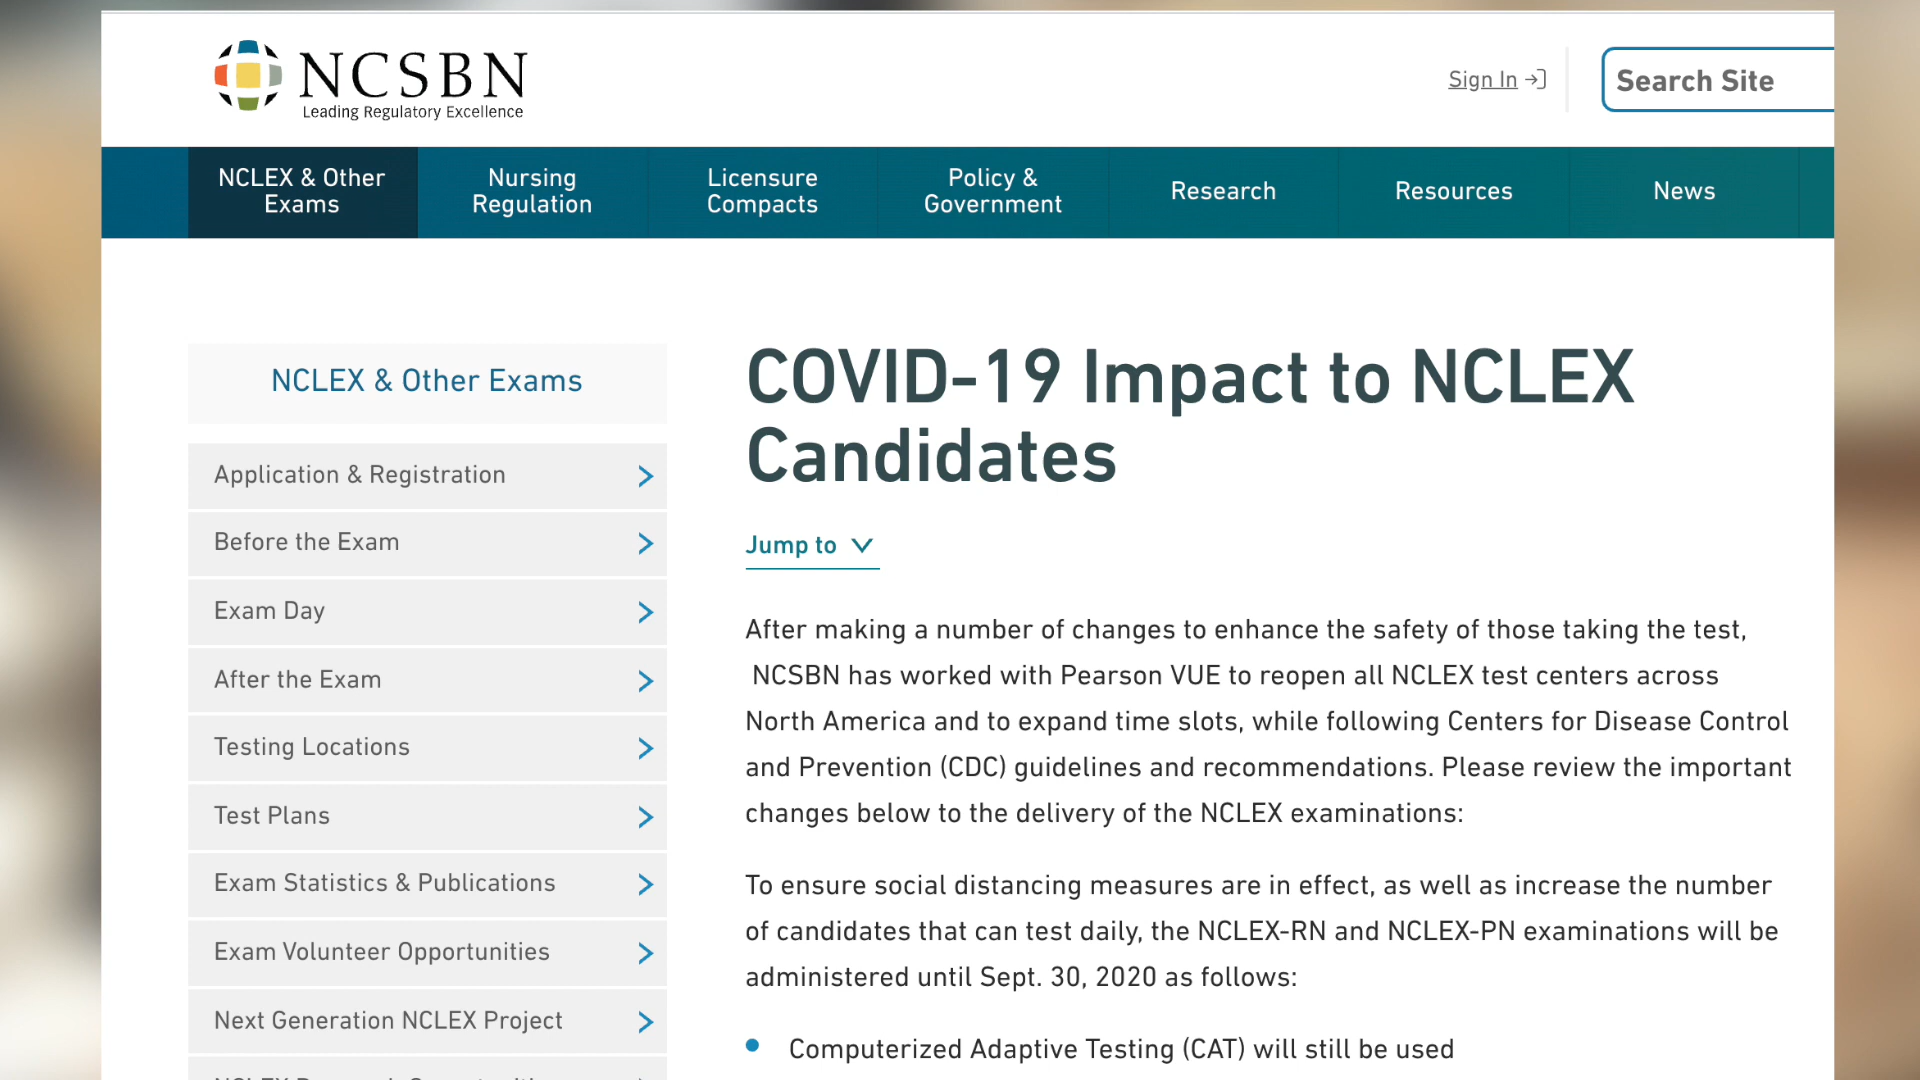 NCSBN
Leading Regulatory Excellence
Sign In
Search Site
NCLEX & Other
Exams
Nursing
Regulation
Licensure
Compacts
Policy &
Government
Research
Resources
News
NCLEX & Other Exams
Application & Registration
Before the Exam
Exam Day
After the Exam
Testing Locations
Test Plans
Exam Statistics & Publications
Exam Volunteer Opportunities
Next Generation NCLEX Project
COVID-19 Impact to NCLEX
Candidates
Jump to
After making a number of changes to enhance the safety of those taking the test,
NCSBN has worked with Pearson VUE to reopen all NCLEX test centers across
North America and to expand time slots, while following Centers for Disease Control
and Prevention (CDC) guidelines and recommendations. Please review the important
changes below to the delivery of the NCLEX examinations:
To ensure social distancing measures are in effect, as well as increase the number
of candidates that can test daily, the NCLEX-RN and NCLEX-PN examinations will be
administered until Sept. 30, 2020 as follows:
• Computerized Adaptive Testing (CAT) will still be used